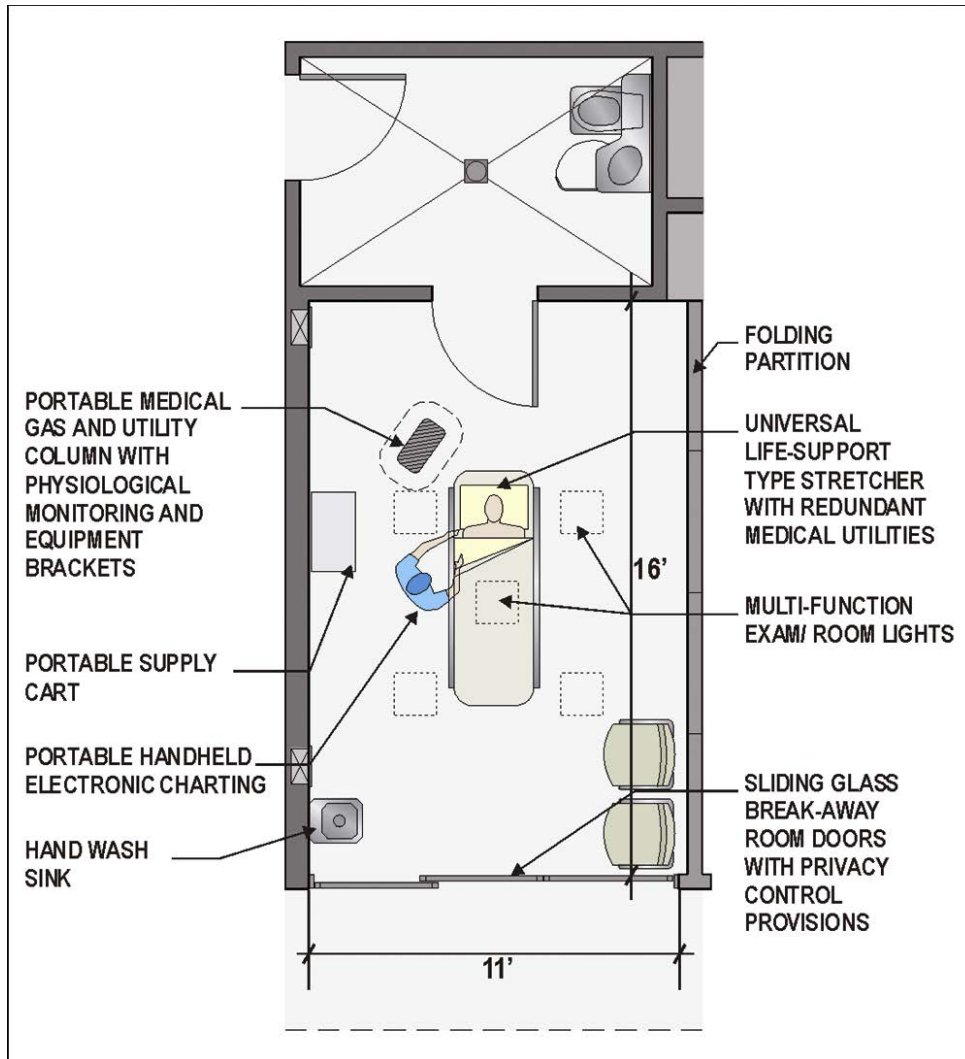 PORTABLE MEDICAL
GAS AND UTILITY
COLUMN WITH
PHYSIOLOGICAL
MONITORING AND
EQUIPMENT
BRACKETS
PORTABLE SUPPLY
CART
PORTABLE HANDHELD
ELECTRONIC CHARTING
HAND WASH
SINK
FOLDING
PARTITION
UNIVERSAL
LIFE-SUPPORT
TYPE STRETCHER
WITH REDUNDANT
MEDICAL UTILITIES
16’
MULTI-FUNCTION
EXAM/ ROOM LIGHTS
SLIDING GLASS
BREAK-AWAY
ROOM DOORS
WITH PRIVACY
CONTROL
PROVISIONS
11’